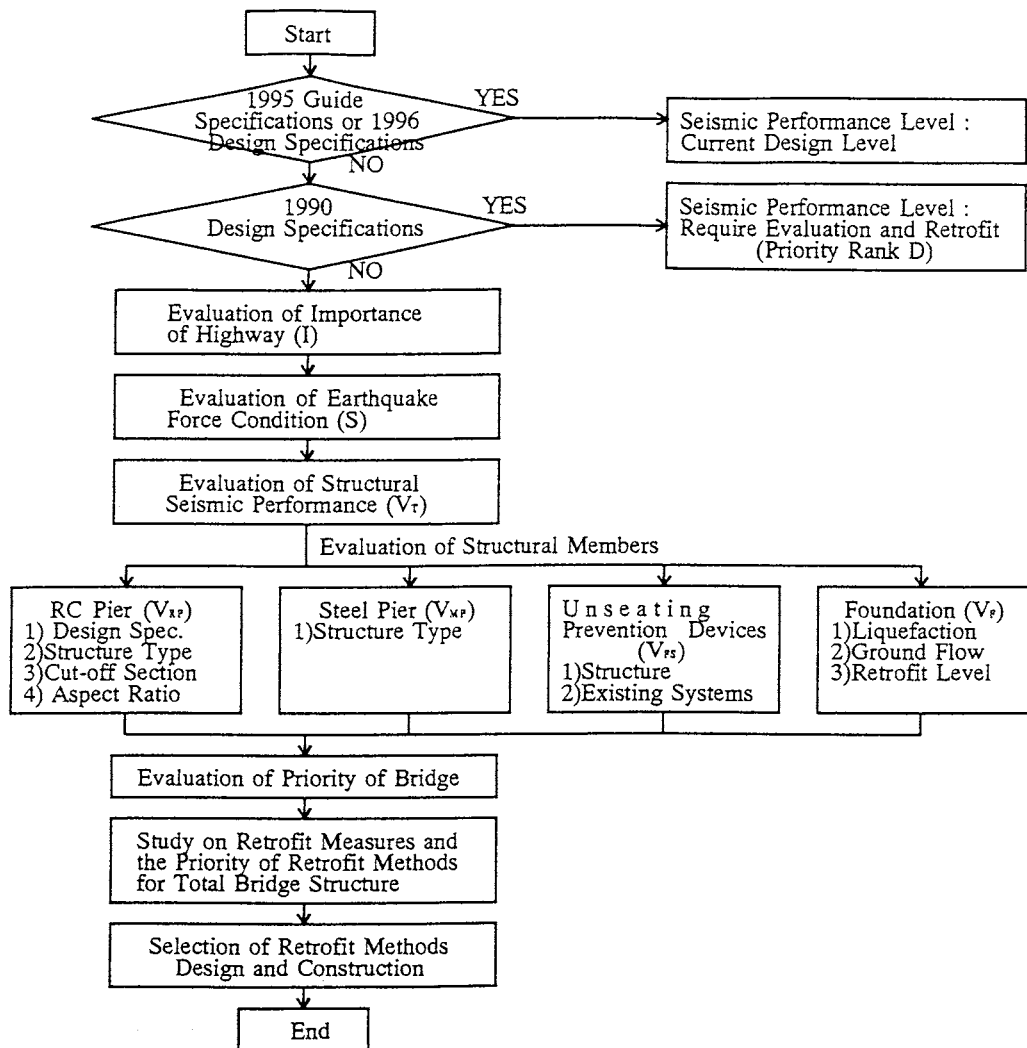 Start
1995 Guide
Specifications or 1996
Design Specifications
YES
Seismic Performance Level :
Current Design Level
NO
1990
Design Specifications
YES
Seismic Performance Level :
Require Evaluation and Retrofit
(Priority Rank D)
NO
Evaluation of Importance
of Highway (I)
Evaluation of Earthquake
Force Condition (S)
Evaluation of Structural
Seismic Performance (VT)
Evaluation of Structural Members
RC Pier (VRP)
1) Design Spec.
2)Structure Type
3)Cut-off Section
4) Aspect Ratio
Steel Pier (VMP)
1)Structure Type
Unseating
Prevention Devices
(VFS)
1)Structure
2)Existing Systems
Foundation (VF)
1)Liquefaction
2)Ground Flow
3)Retrofit Level
Evaluation of Priority of Bridge
Study on Retrofit Measures and
the Priority of Retrofit Methods
for Total Bridge Structure
Selection of Retrofit Methods
Design and Construction
End